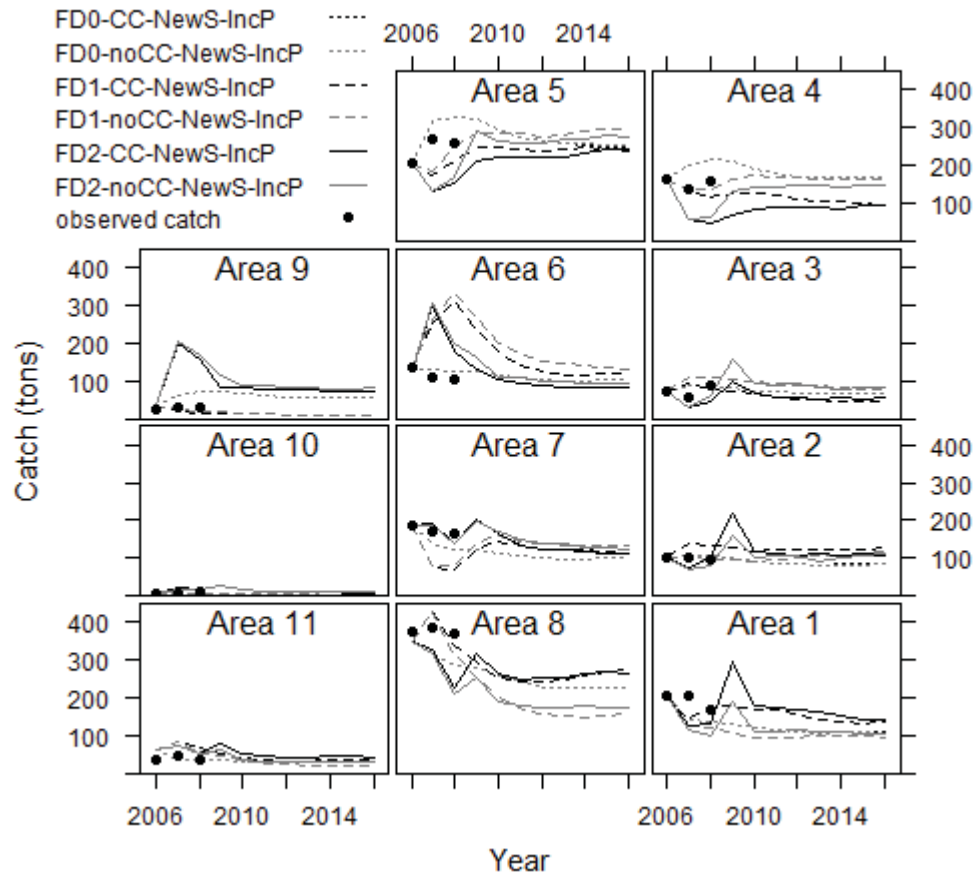 FD0-CC-NewS-IncP
FD0-noCC-NewS-IncP
FD1-CC-NewS-IncP
FD1-noCC-NewS-IncP
FD2-CC-NewS-IncP
FD2-noCC-NewS-IncP
observed catch
2006 2010 2014
Area 5 Area 4
400
300
200
100
Area 9 Area 6 Area 3
400
300
200
100
Area 10 Area 7 Area 2
400
300
200
100
Area 11 Area 8 Area 1
400
300
200
100
2006 2010 2014 2006 2010 2014
Catch (tons)
Year